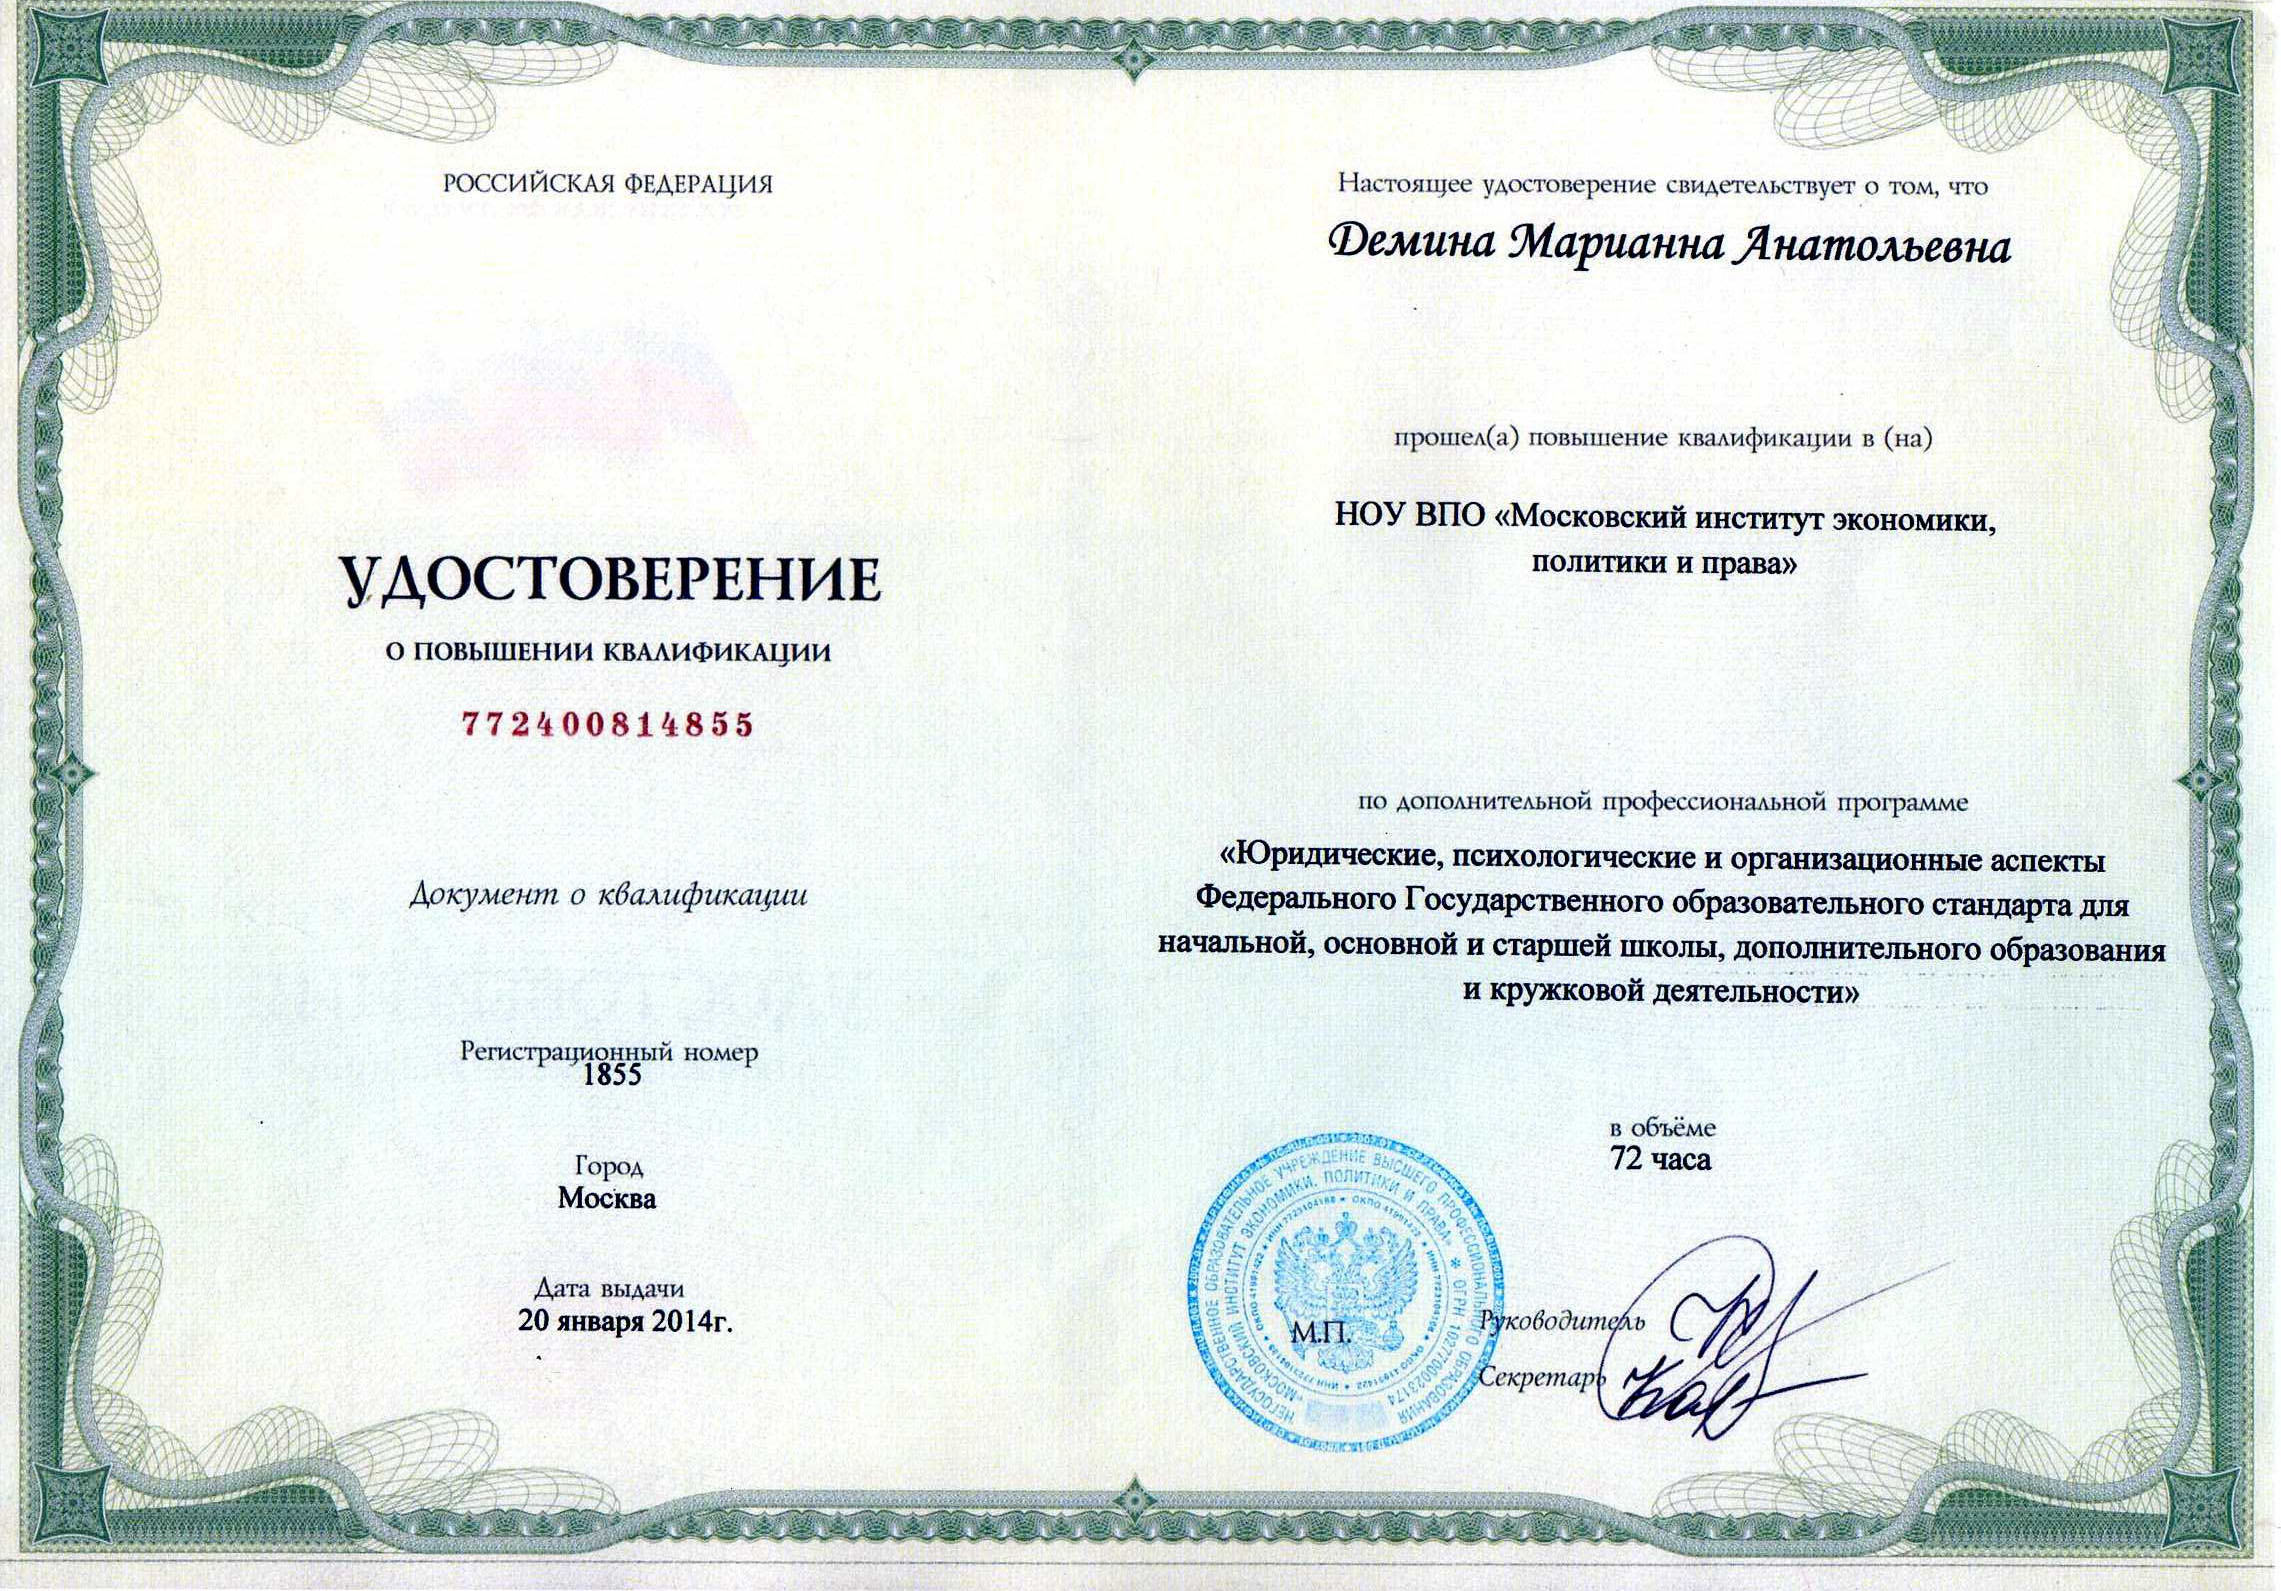 РОССИЙСКАЯ ФЕДЕРАЦИЯ
УДОСТОВЕРЕНИЕ
О ПОВЫШЕНИИ КВАЛИФИКАЦИИ
772400814855
Документ о квалификации
Регистрационный номер
1855
Город
Москва
Дата выдачи
20 января 2014г.
Настоящее удостоверение свидетельствует о том, что
Демина Марианна Анатольевна
прошел(а) повышение квалификации в (на)
НОУ ВПО «Московский институт экономики,
политики и права»
по дополнительной профессиональной программе
«Юридические, психологические и организационные аспекты
Федерального Государственного образовательного стандарта для
начальной, основной и старшей школы, дополнительного образования
и кружковой деятельности»
в объёме
72 часа
НЕГОСУДАРСТВЕННОЕ ОБРАЗОВАТЕЛЬНОЕ УЧРЕЖДЕНИЕ ВЫСШЕГО ПРОФЕССИОНАЛЬНОГО ОБРАЗОВАНИЯ
"МОСКОВСКИЙ ИНСТИТУТ ЭКОНОМИКИ, ПОЛИТИКИ И ПРАВА" * ОГРН 1027700023174
М.П.
Руководитель
Секретарь